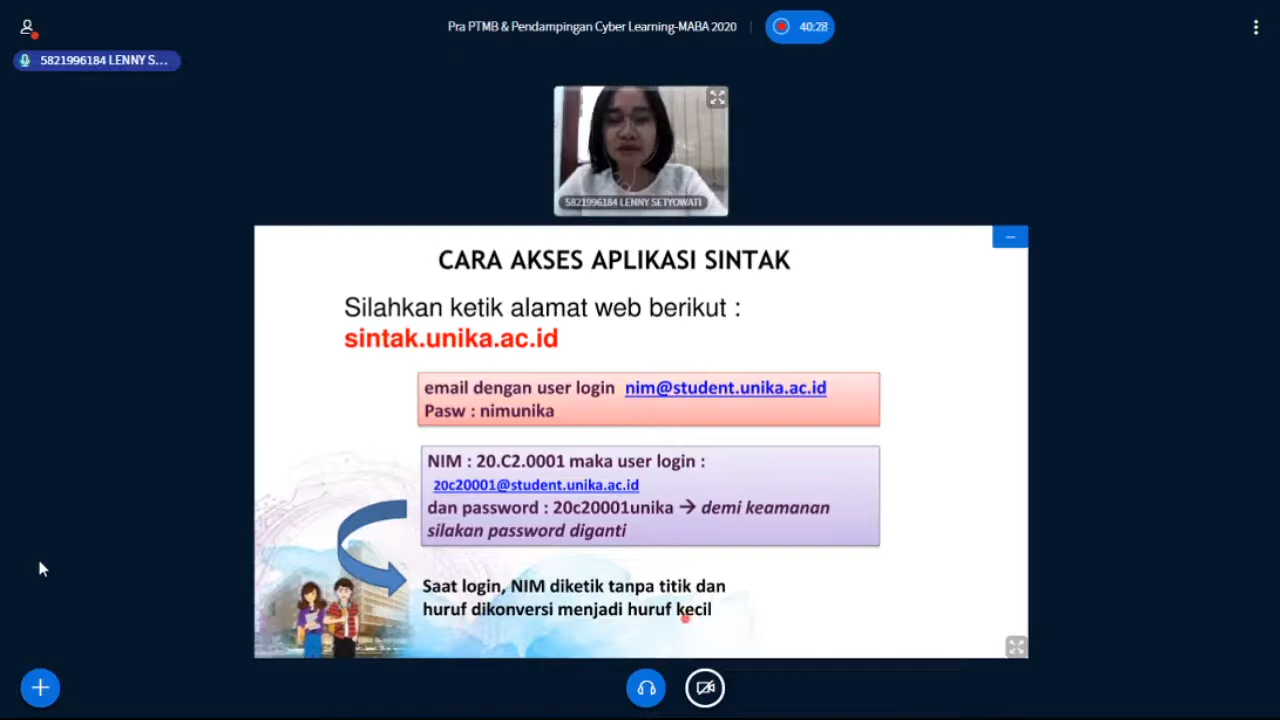 Pra PTMB & Pendampingan Cyber Learning-MABA 2020
40:28
5821996184 LENNY S...
5821996184 LENNY SETYOWATI
CARA AKSES APLIKASI SINTAK
Silahkan ketik alamat web berikut :
sintak.unika.ac.id
email dengan user login nim@student.unika.ac.id
Pasw : nimunika
NIM : 20.C2.0001 maka user login :
20c20001@student.unika.ac.id
dan password : 20c20001unika → demi keamanan
silakan password diganti
Saat login, NIM diketik tanpa titik dan
huruf dikonversi menjadi huruf kecil